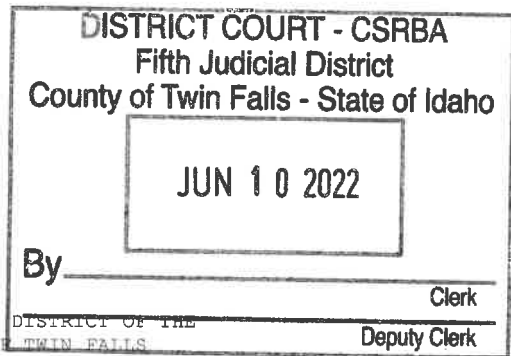 DISTRICT COURT - CSRBA
Fifth Judicial District
County of Twin Falls - State of Idaho
JUN 10 2022
By
Clerk
DISTRICT OF THE
TWIN FALLS
Deputy Clerk